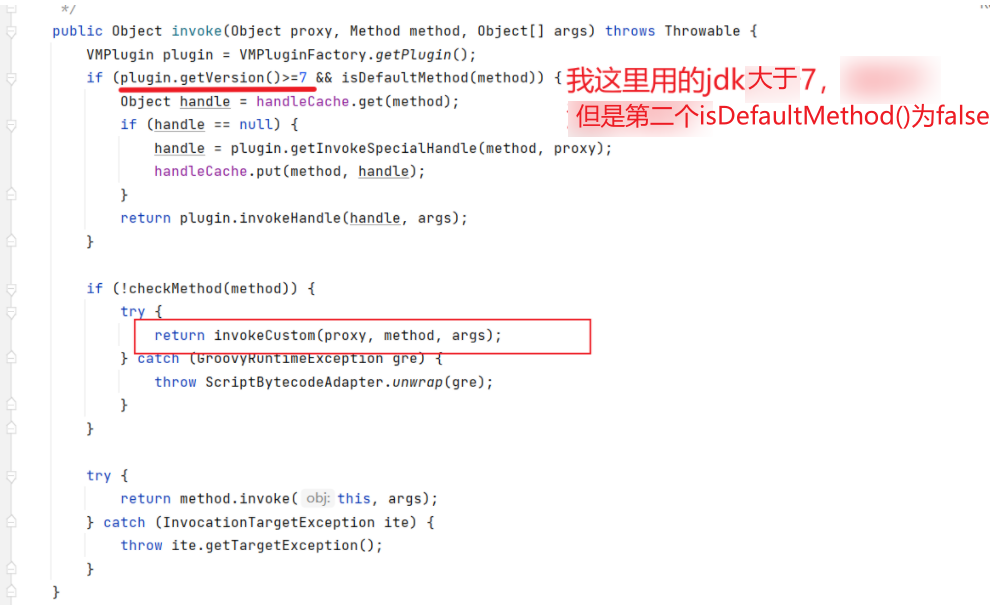 */
public Object invoke(Object proxy, Method method, Object[] args) throws Throwable {
VMPlugin plugin = VMPluginFactory.getPlugin();
if (plugin.getVersion()>=7 && isDefaultMethod(method)) {
我这里用的jdk大于7，
Object handle = handleCache.get(method);
但是第二个isDefaultMethod()为false
if (handle == null) {
handle = plugin.getInvokeSpecialHandle(method, proxy);
handleCache.put(method, handle);
}
return plugin.invokeHandle(handle, args);
}
if (!checkMethod(method)) {
try {
return invokeCustom(proxy, method, args);
} catch (GroovyRuntimeException gre) {
throw ScriptBytecodeAdapter.unwrap(gre);
}
}
try {
return method.invoke( obj: this, args);
} catch (InvocationTargetException ite) {
throw ite.getTargetException();
}
}